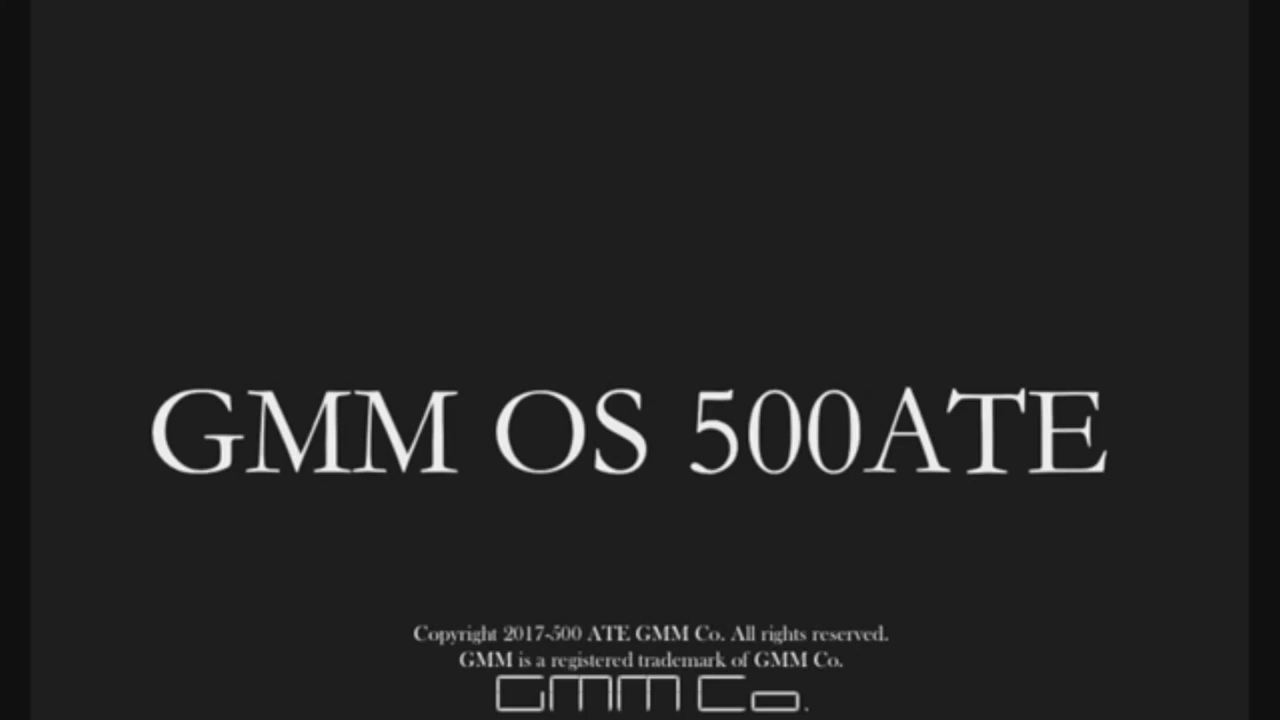 GMM OS 500ATE
Copyright 2017-500 ATE GMM Co. All rights reserved.
GMM is a registered trademark of GMM Co.
GMM Co.